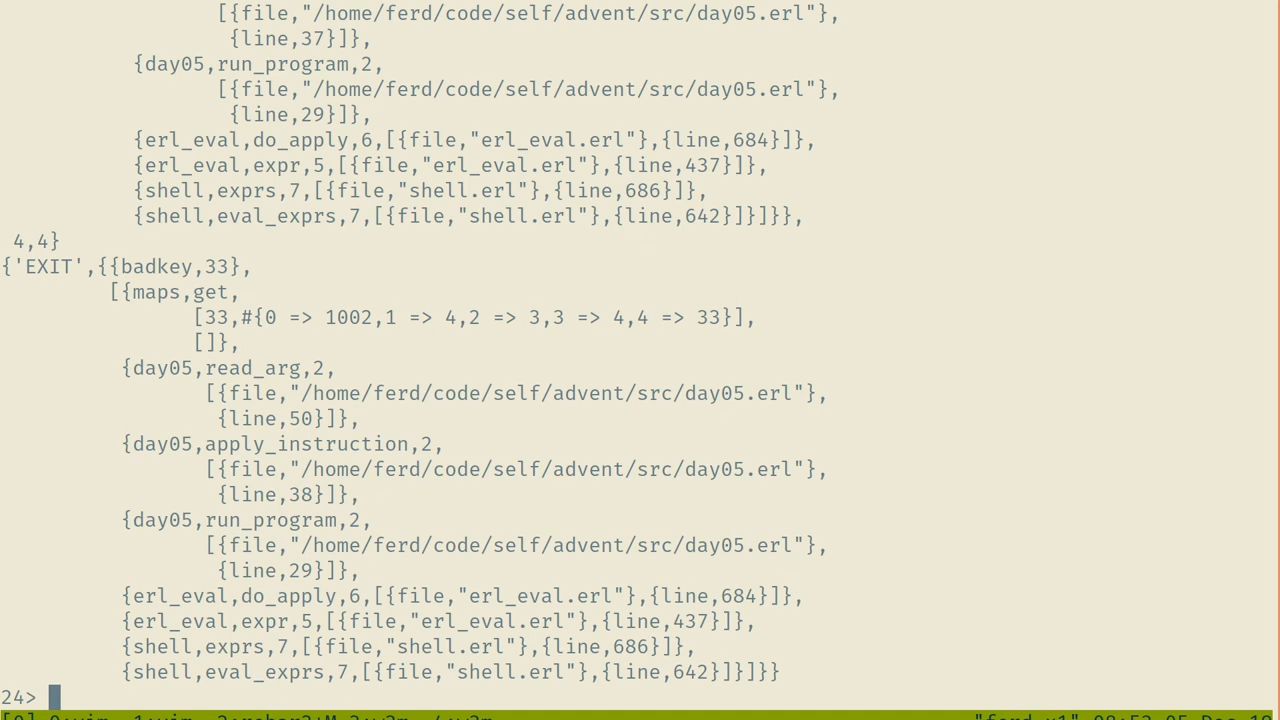 [{file,"/home/ferd/code/self/advent/src/day05.erl"},
{line,37}]},
{day05,run_program,2,
[{file,"/home/ferd/code/self/advent/src/day05.erl"},
{line,29}]},
{erl_eval,do_apply,6,[{file,"erl_eval.erl"},{line,684}]},
{erl_eval,expr,5,[{file,"erl_eval.erl"},{line,437}]},
{shell,exprs,7,[{file,"shell.erl"},{line,686}]},
{shell,eval_exprs,7,[{file,"shell.erl"},{line,642}]}]}},
4,4}
{'EXIT',{{badkey,33},
[{maps,get,
[33,#{0 => 1002,1 => 4,2 => 3,3 => 4,4 => 33}],
[]},
{day05,read_arg,2,
[{file,"/home/ferd/code/self/advent/src/day05.erl"},
{line,50}]},
{day05,apply_instruction,2,
[{file,"/home/ferd/code/self/advent/src/day05.erl"},
{line,38}]},
{day05,run_program,2,
[{file,"/home/ferd/code/self/advent/src/day05.erl"},
{line,29}]},
{erl_eval,do_apply,6,[{file,"erl_eval.erl"},{line,684}]},
{erl_eval,expr,5,[{file,"erl_eval.erl"},{line,437}]},
{shell,exprs,7,[{file,"shell.erl"},{line,686}]},
{shell,eval_exprs,7,[{file,"shell.erl"},{line,642}]}]}}
24>